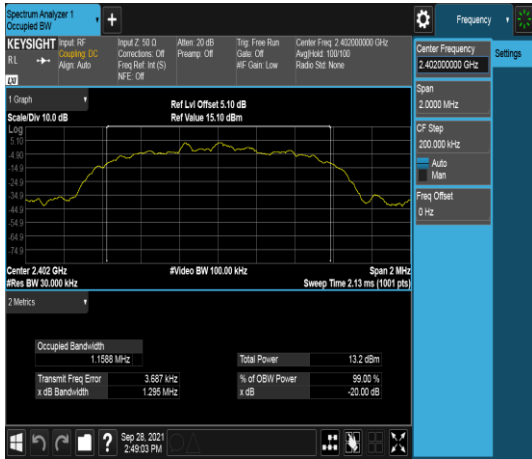 Spectrum Analyzer 1
Occupied BW
+
Frequency
KEYSIGHT
Input: RF
Coupling: DC
Align: Auto
Input Z: 50 Ω
Corrections: Off
Freq Ref: Int (S)
NFE: Off
Atten: 20 dB
Preamp: Off
Trig: Free Run
Gate: Off
#IF Gain: Low
Center Freq: 2.402000000 GHz
Avg|Hold: 100/100
Radio Std: None
RL
LXI
Center Frequency
2.402000000 GHz
Settings
Span
2.0000 MHz
CF Step
200.000 kHz
Auto
Man
Freq Offset
0 Hz
1 Graph
Scale/Div 10.0 dB
Ref Lvl Offset 5.10 dB
Ref Value 15.10 dBm
Log
5.10
-4.90
-14.9
-24.9
-34.9
-44.9
-54.9
-64.9
-74.9
Center 2.402 GHz
#Res BW 30.000 kHz
#Video BW 100.00 kHz
Span 2 MHz
Sweep Time 2.13 ms (1001 pts)
2 Metrics
Occupied Bandwidth
1.1588 MHz
Total Power 13.2 dBm
Transmit Freq Error 3.687 kHz
% of OBW Power 99.00 %
x dB Bandwidth 1.295 MHz
x dB -20.00 dB
?
Sep 28, 2021
2:49:03 PM